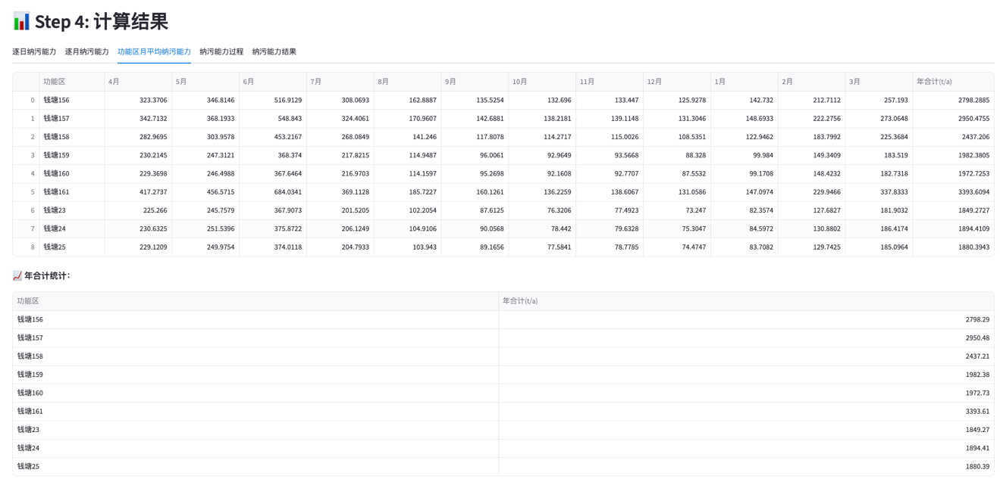 📊 Step 4: 计算结果
逐日纳污能力 逐月纳污能力 功能区月平均纳污能力 纳污能力过程 纳污能力结果
功能区 4月 5月 6月 7月 8月 9月 10月 11月 12月 1月 2月 3月 年合计(t/a)
0 钱塘156 323.3706 346.8146 516.9129 308.0693 162.8887 135.5254 132.696 133.447 125.9278 142.732 212.7112 257.193 2798.2885
1 钱塘157 342.7132 368.1933 548.843 324.4061 170.9607 142.6881 138.2181 139.1148 131.3046 148.6933 222.2756 273.0648 2950.4755
2 钱塘158 282.9695 303.9578 453.2167 268.0849 141.246 117.8078 114.2717 115.0026 108.5351 122.9462 183.7992 225.3684 2437.206
3 钱塘159 230.2145 247.3121 368.374 217.8215 114.9487 96.0061 92.9649 93.5668 88.328 99.984 149.3409 183.519 1982.3805
4 钱塘160 229.3698 246.4988 367.6464 216.9703 114.1597 95.2698 92.1608 92.7707 87.5532 99.1708 148.4232 182.7318 1972.7253
5 钱塘161 417.2737 456.5715 684.0341 369.1128 185.7227 160.1261 136.2259 138.6067 131.0586 147.0974 229.9466 337.8333 3393.6094
6 钱塘23 225.266 245.7579 367.9073 201.5205 102.2054 87.6125 76.3206 77.4923 73.247 82.3574 127.6827 181.9032 1849.2727
7 钱塘24 230.6325 251.5396 375.8722 206.1249 104.9106 90.0568 78.442 79.6328 75.3047 84.5972 130.8802 186.4174 1894.4109
8 钱塘25 229.1209 249.9754 374.0118 204.7933 103.943 89.1656 77.5841 78.7785 74.4747 83.7082 129.7425 185.0964 1880.3943
📈 年合计统计：
功能区 年合计(t/a)
钱塘156 2798.29
钱塘157 2950.48
钱塘158 2437.21
钱塘159 1982.38
钱塘160 1972.73
钱塘161 3393.61
钱塘23 1849.27
钱塘24 1894.41
钱塘25 1880.39